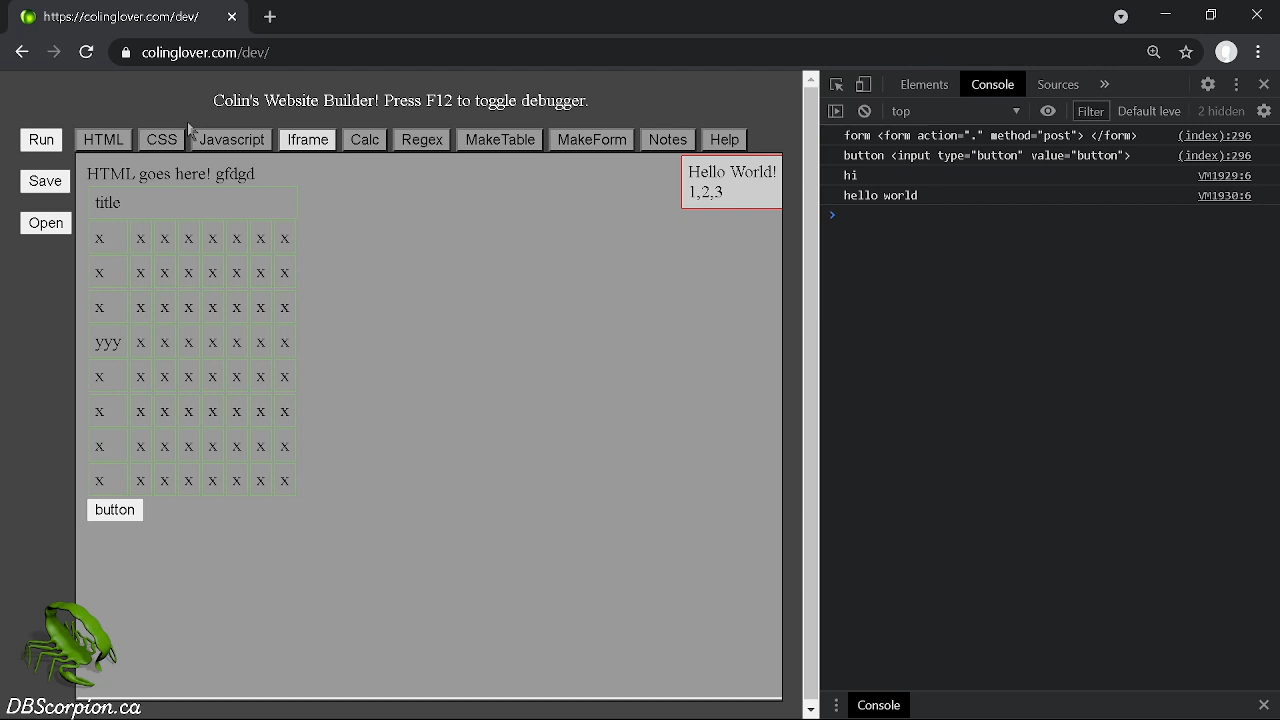 https://colinglover.com/dev/
colinglover.com/dev/
Colin's Website Builder! Press F12 to toggle debugger.
Run HTML CSS Javascript Iframe Calc Regex MakeTable MakeForm Notes Help
Save
Open
HTML goes here! gfdgd
title
x x x x x x x x
x x x x x x x x
x x x x x x x x
yyy x x x x x x x
x x x x x x x x
x x x x x x x x
x x x x x x x x
x x x x x x x x
button
Hello World!
1,2,3
DBScorpion.ca
Elements Console Sources
top Filter Default leve 2 hidden
form <form action="." method="post"> </form> (index):296
button <input type="button" value="button"> (index):296
hi VM1929:6
hello world VM1930:6
Console